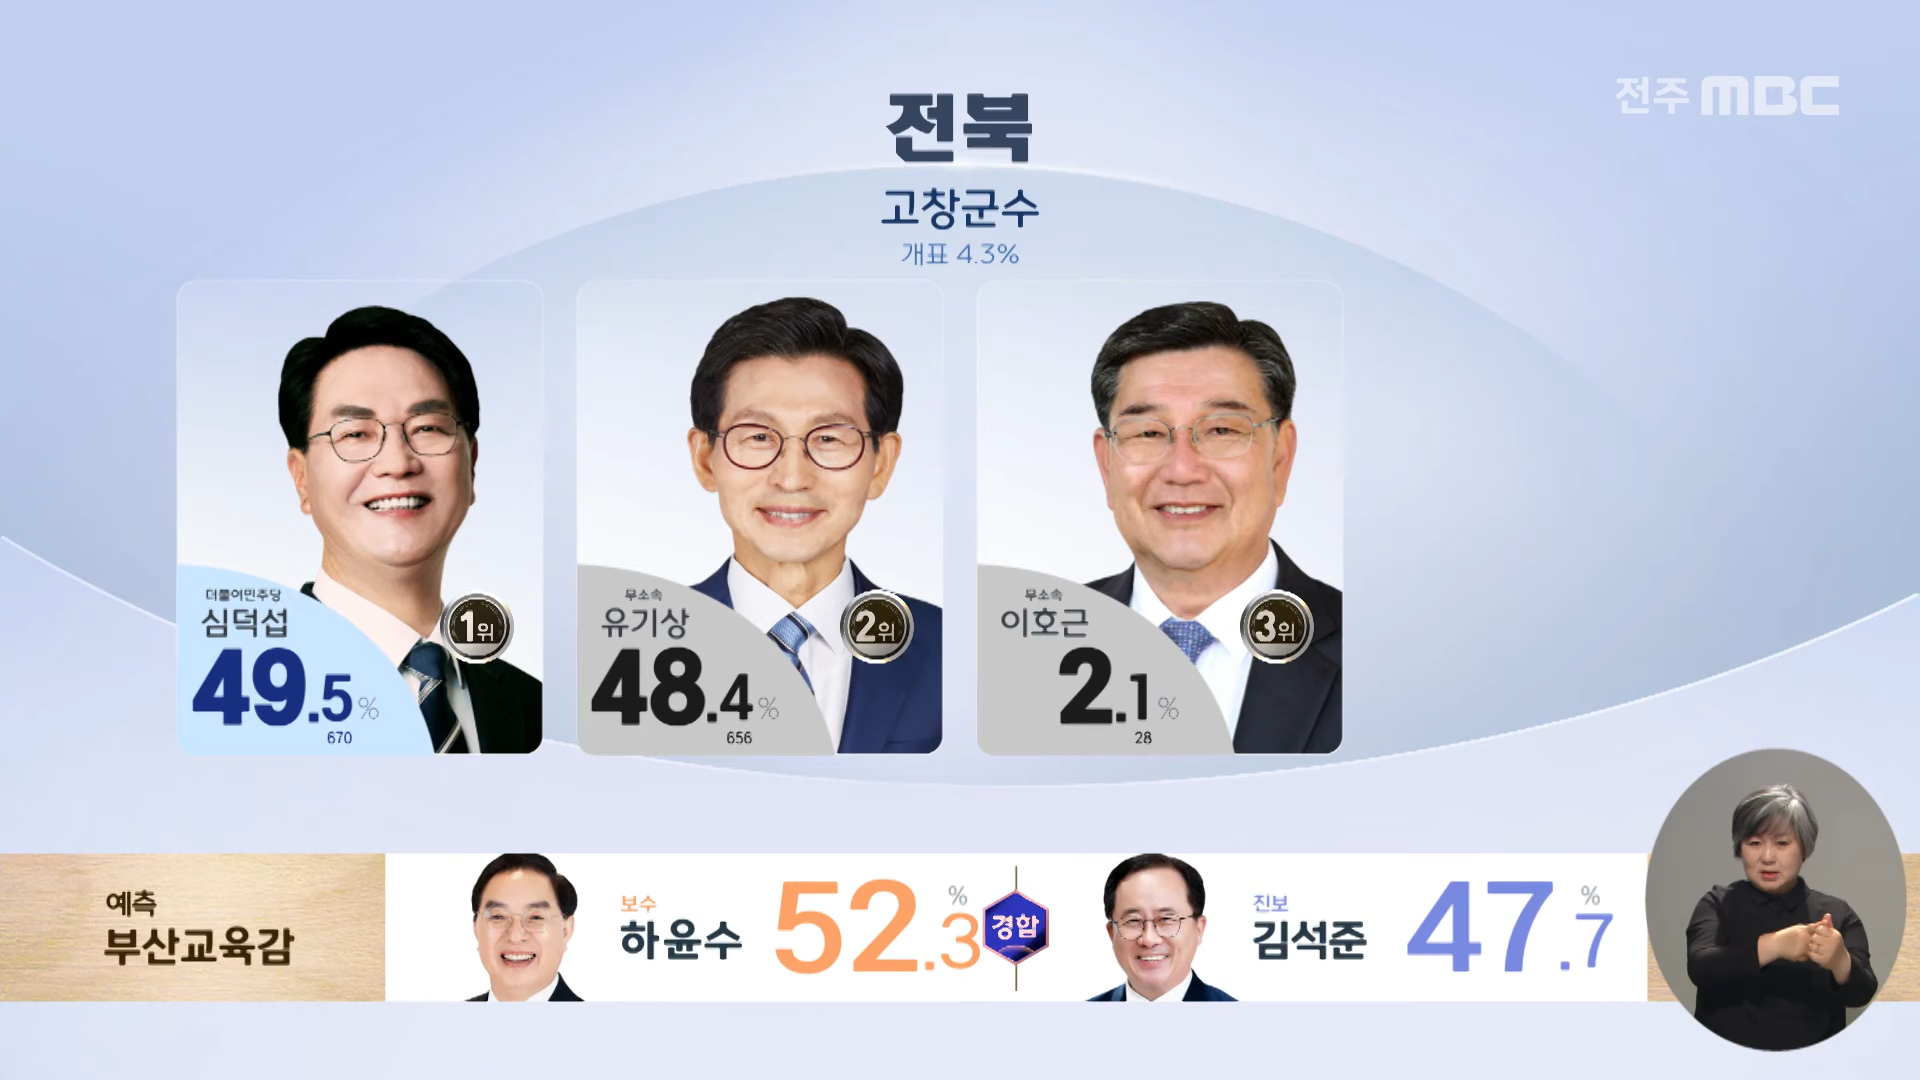 전주 MBC
전북
고창군수
개표 4.3%
더불어민주당
심덕섭
49.5%
670
1위
무소속
유기상
48.4%
656
2위
무소속
이호근
2.1%
28
3위
예측
부산교육감
보수
하윤수
52.3%
경합
진보
김석준
47.7%